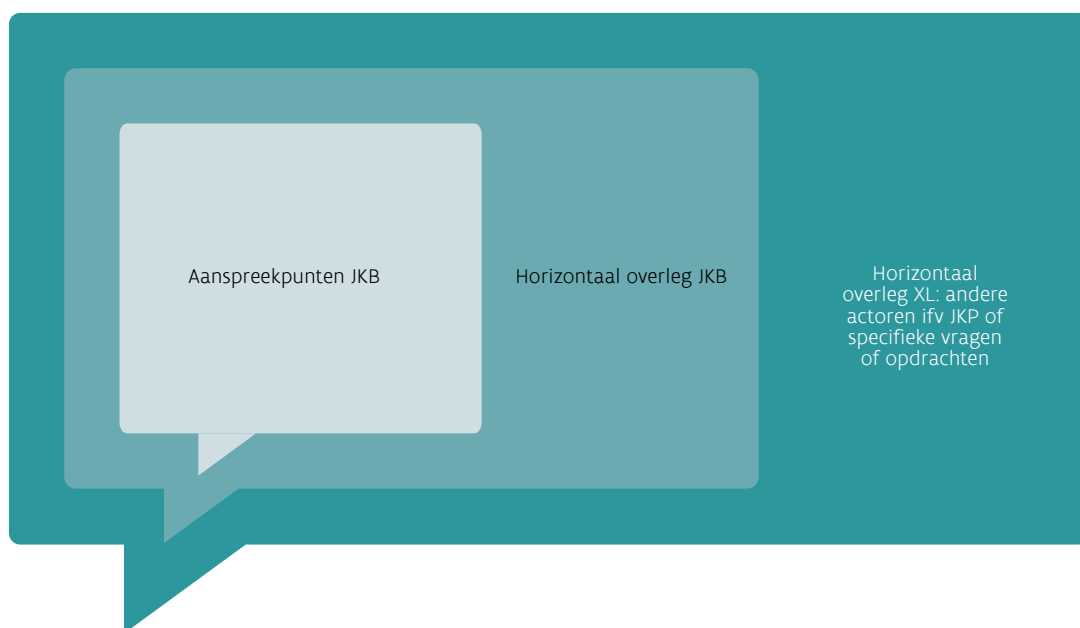 Aanspreekpunten JKB
Horizontaal overleg JKB
Horizontaal
overleg XL: andere
actoren ifv JKP of
specifieke vragen
of opdrachten